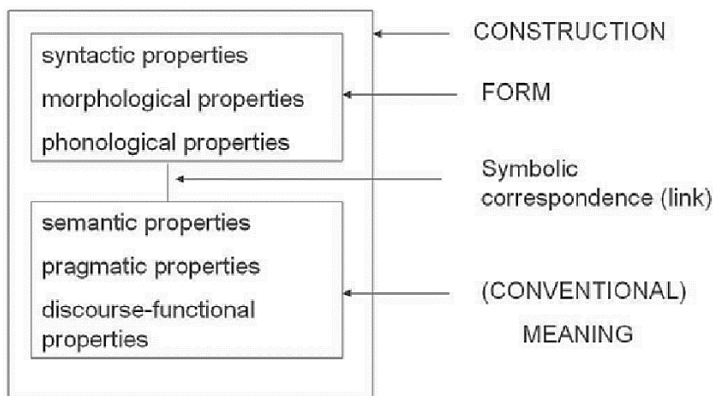 syntactic properties
morphological properties
phonological properties
semantic properties
pragmatic properties
discourse-functional
properties
CONSTRUCTION
FORM
Symbolic
correspondence (link)
(CONVENTIONAL)
MEANING